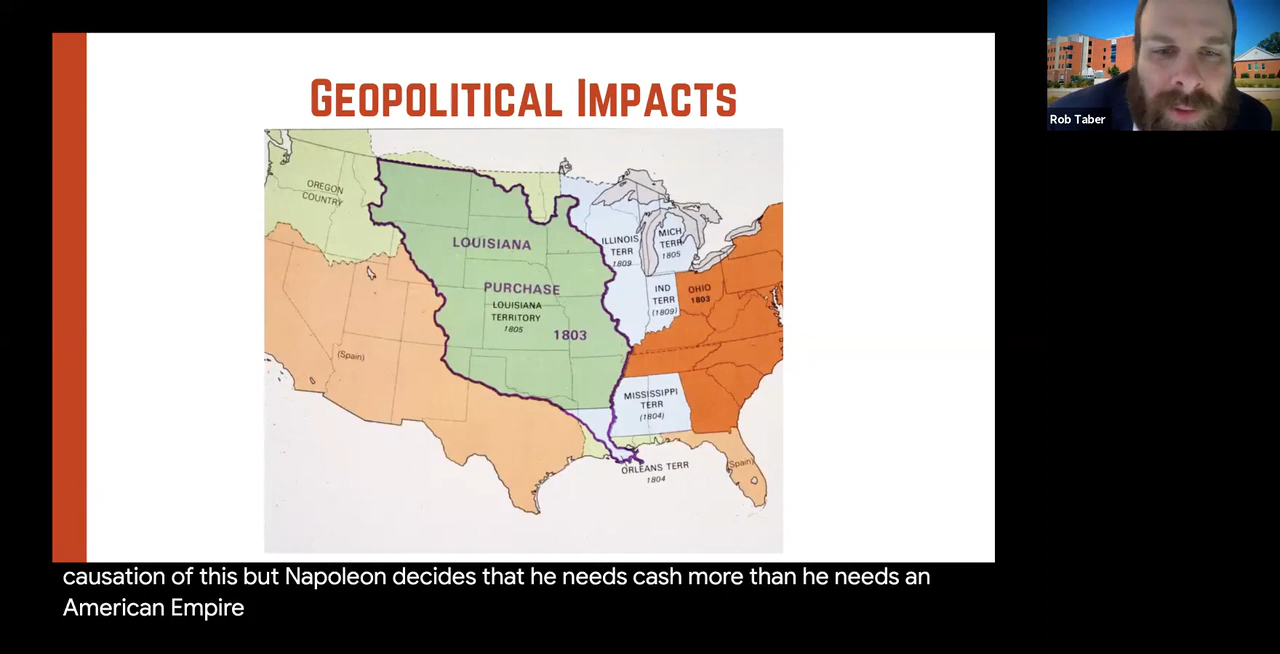 GEOPOLITICAL IMPACTS
Rob Taber
OREGON
COUNTRY
LOUISIANA
PURCHASE
LOUISIANA
TERRITORY
1805
1803
(Spain)
ILLINOIS
TERR
1809
MICH
TERR
1805
IND
TERR
(1809)
OHIO
1803
MISSISSIPPI
TERR
(1804)
ORLEANS TERR
1804
(Spain)
causation of this but Napoleon decides that he needs cash more than he needs an
American Empire